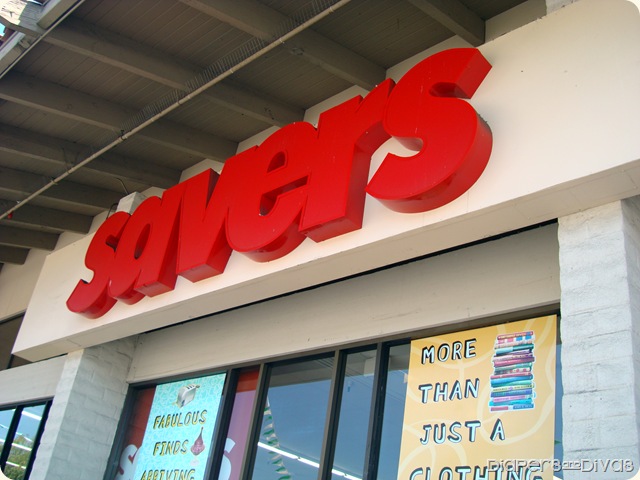 savers
FABULOUS
FINDS
ARRIVING
MORE
THAN
JUST A
CLOTHING
DiaPeRS and DivaS